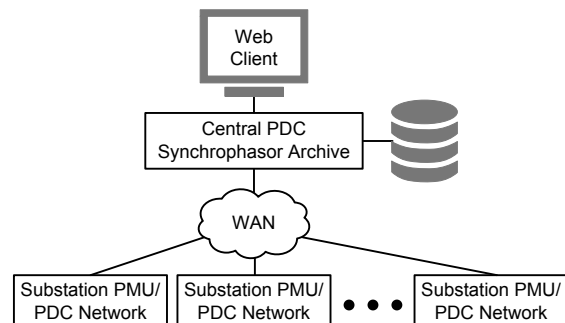 Web
Client
Central PDC
Synchrophasor Archive
WAN
Substation PMU/
PDC Network
Substation PMU/
PDC Network
Substation PMU/
PDC Network